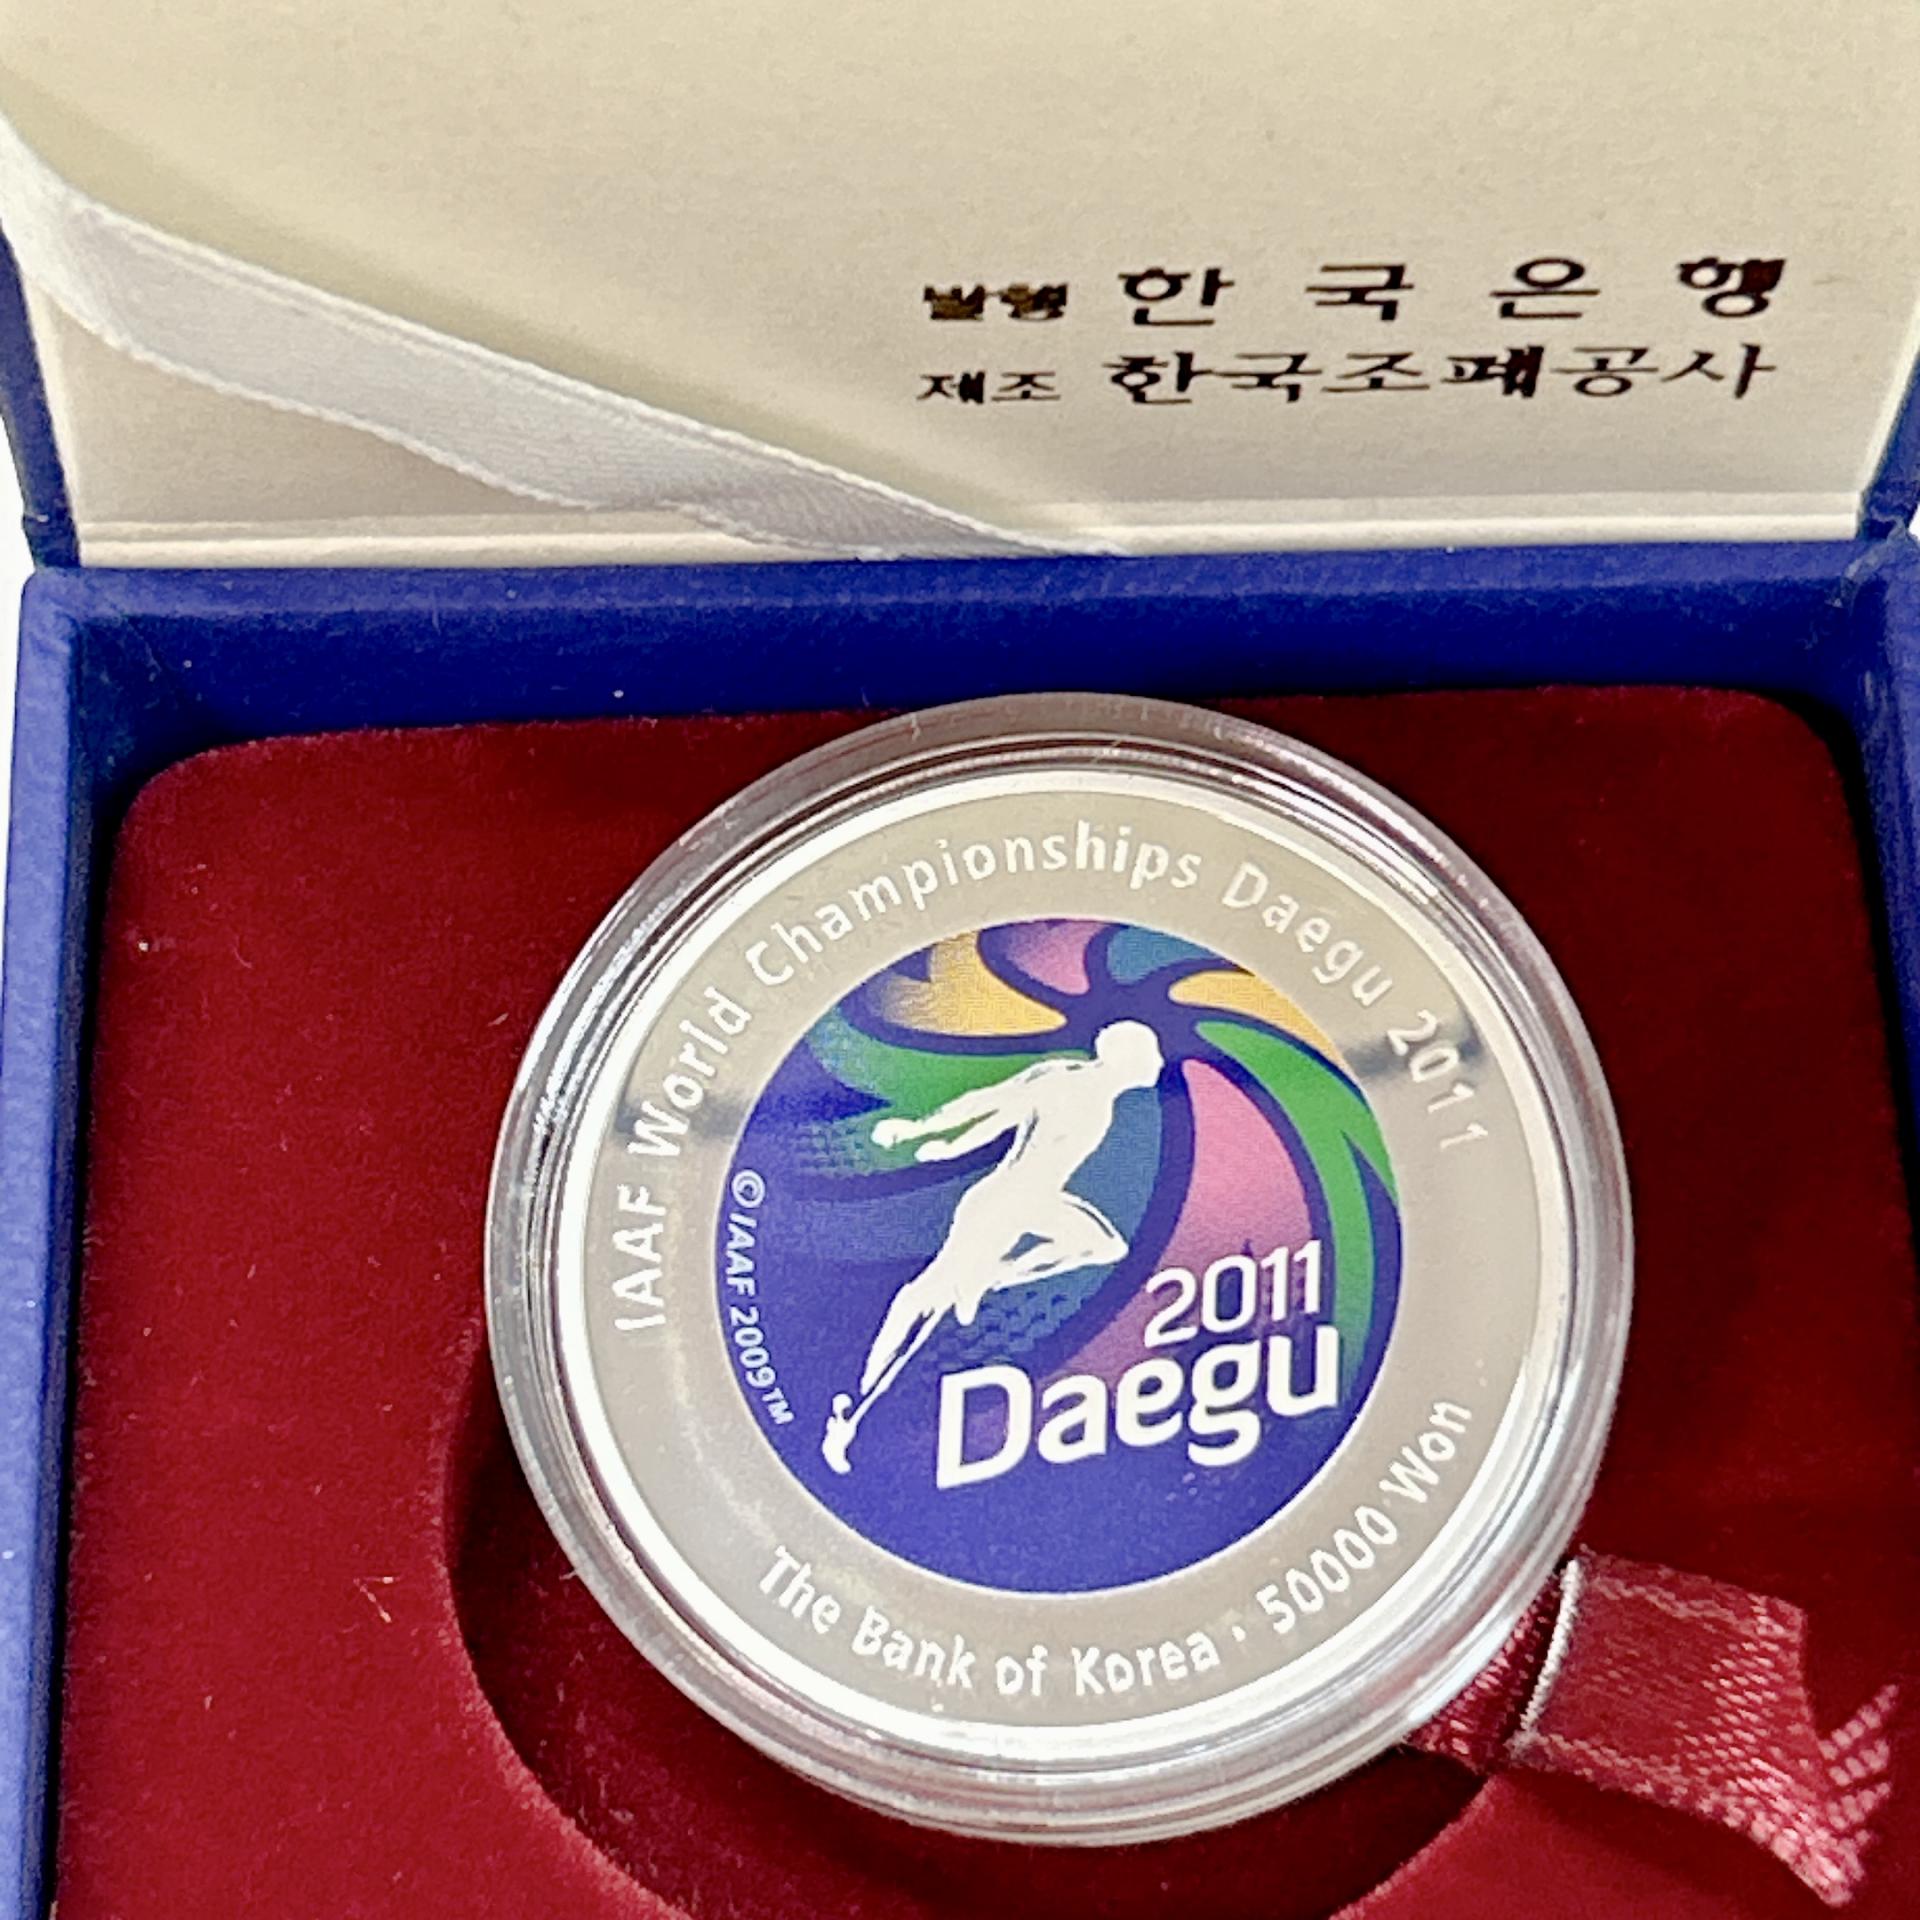 발행 한국은행
제조 한국조폐공사
IAAF World Championships Daegu 2011
©IAAF 2009™
2011
Daegu
The Bank of Korea · 50000 Won